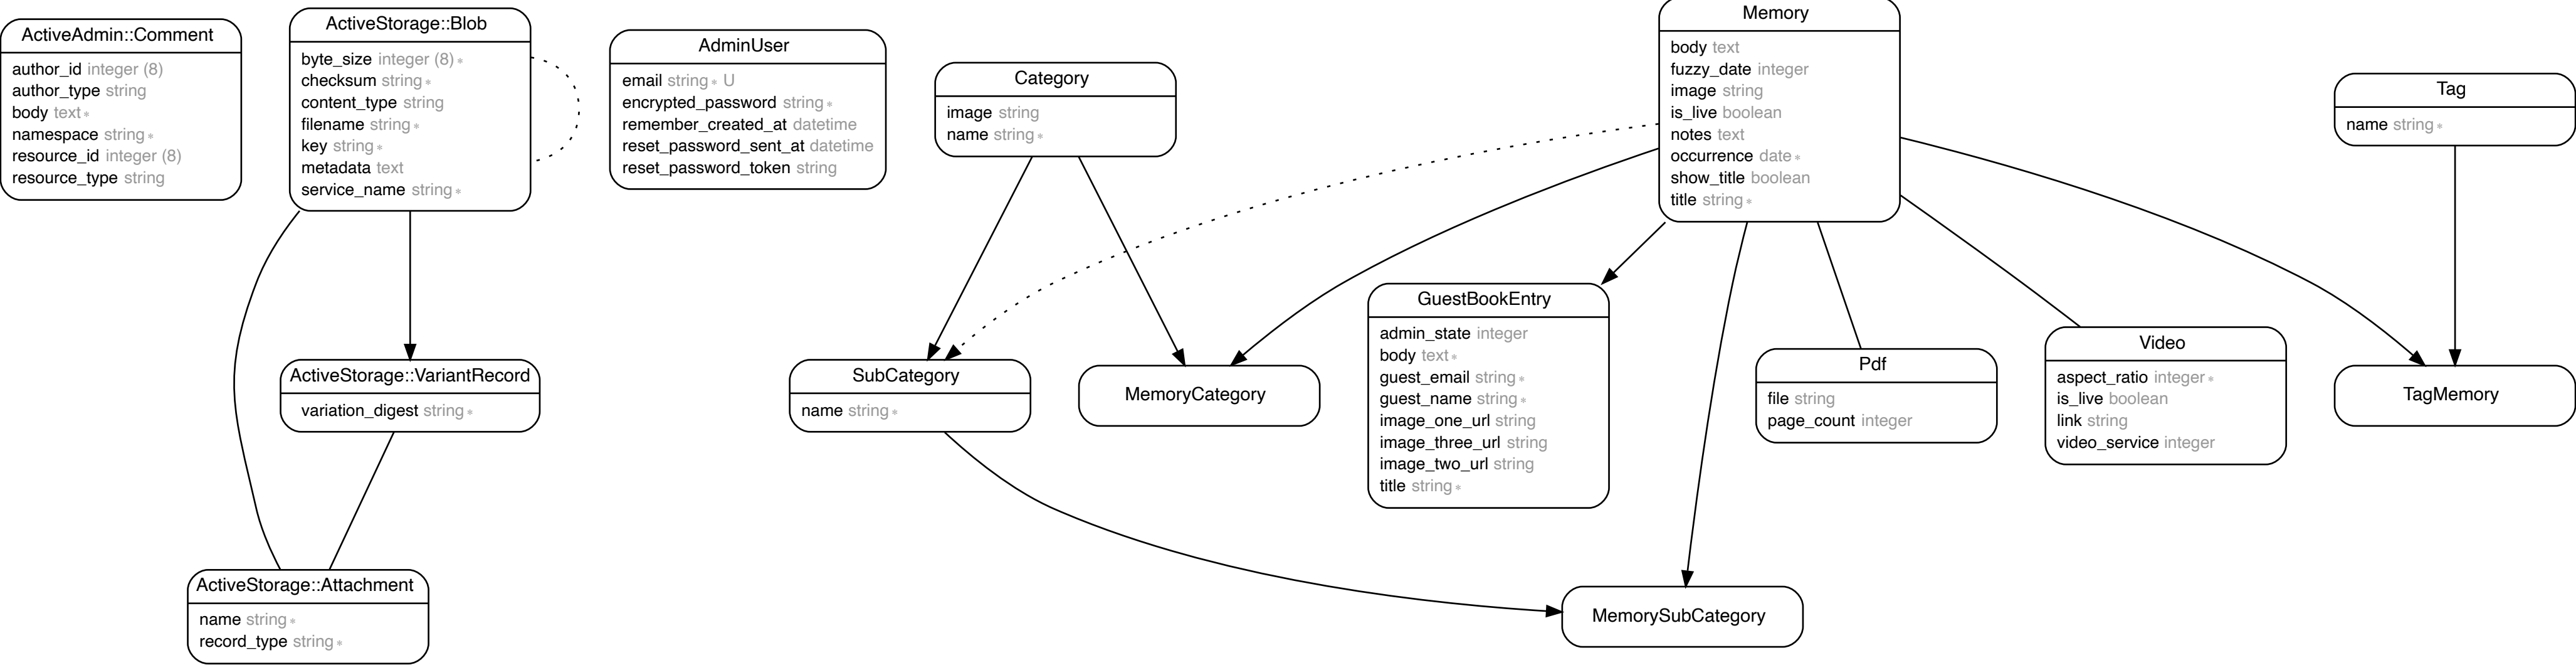 ActiveAdmin::Comment
author_id integer (8)
author_type string
body text *
namespace string *
resource_id integer (8)
resource_type string
ActiveStorage::Blob
byte_size integer (8) *
checksum string *
content_type string
filename string *
key string *
metadata text
service_name string *
AdminUser
email string * U
encrypted_password string *
remember_created_at datetime
reset_password_sent_at datetime
reset_password_token string
Category
image string
name string *
Memory
body text
fuzzy_date integer
image string
is_live boolean
notes text
occurrence date *
show_title boolean
title string *
Tag
name string *
ActiveStorage::VariantRecord
variation_digest string *
SubCategory
name string *
MemoryCategory
GuestBookEntry
admin_state integer
body text *
guest_email string *
guest_name string *
image_one_url string
image_three_url string
image_two_url string
title string *
Pdf
file string
page_count integer
Video
aspect_ratio integer *
is_live boolean
link string
video_service integer
TagMemory
ActiveStorage::Attachment
name string *
record_type string *
MemorySubCategory